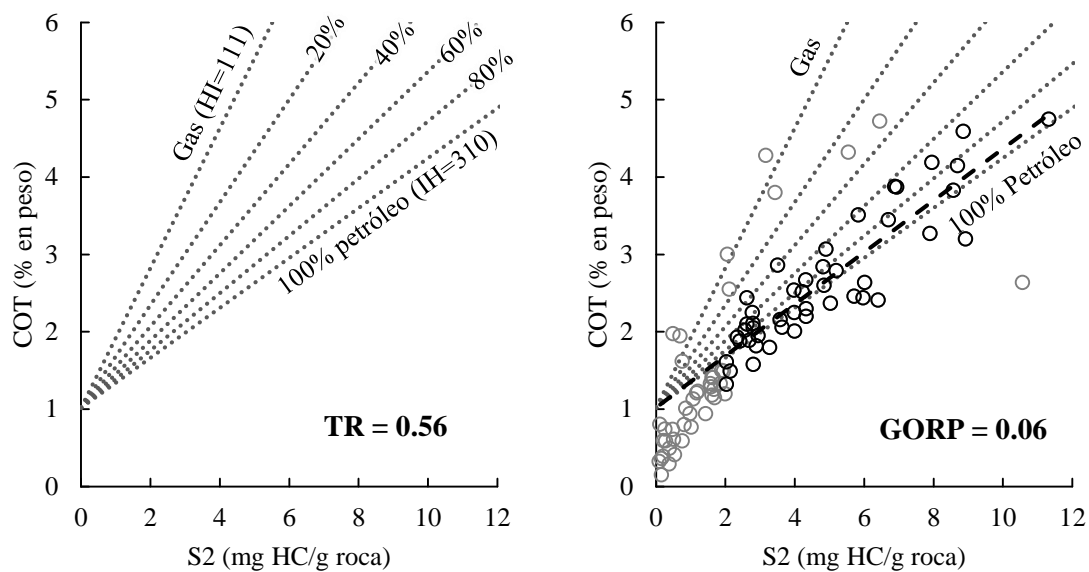 6
5
4
3
2
1
0
COT (% en peso)
Gas (HI=111)
20%
40%
60%
80%
100% petróleo (IH=310)
TR = 0.56
0 2 4 6 8 10 12
S2 (mg HC/g roca)
6
5
4
3
2
1
0
COT (% en peso)
Gas
100% Petróleo
GORP = 0.06
0 2 4 6 8 10 12
S2 (mg HC/g roca)